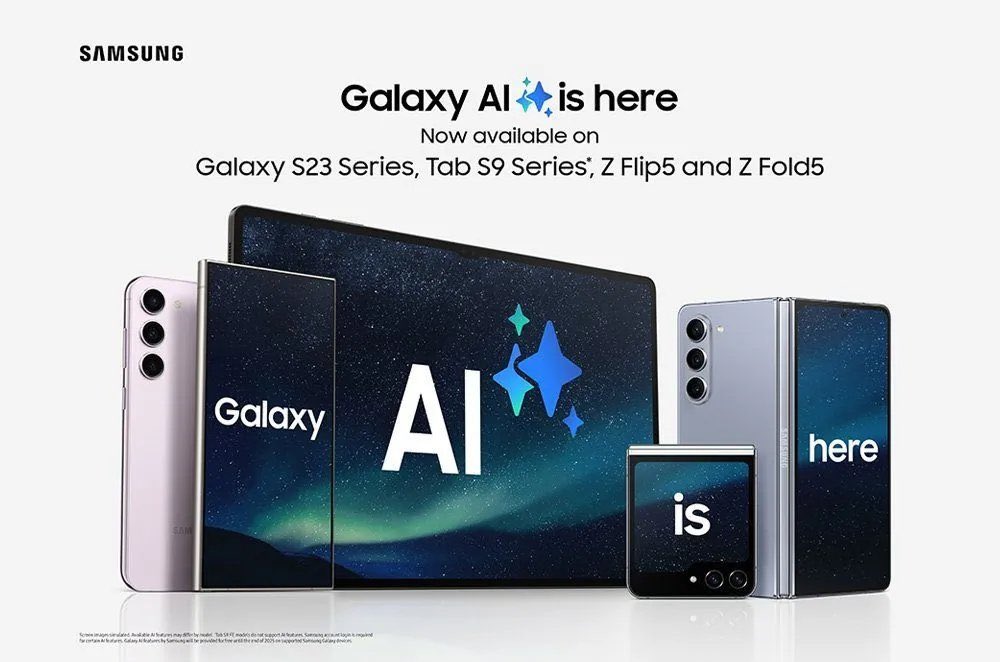 SAMSUNG
Galaxy AI is here
Now available on
Galaxy S23 Series, Tab S9 Series*, Z Flip5 and Z Fold5
Galaxy
AI
is
here
SAMSUNG
SAM
Screen images simulated. Available AI features may differ by model. Tab S9 FE models do not support AI features. Samsung account login is required
for certain AI features. Galaxy AI features by Samsung will be provided for free until the end of 2025 on supported Samsung Galaxy devices.